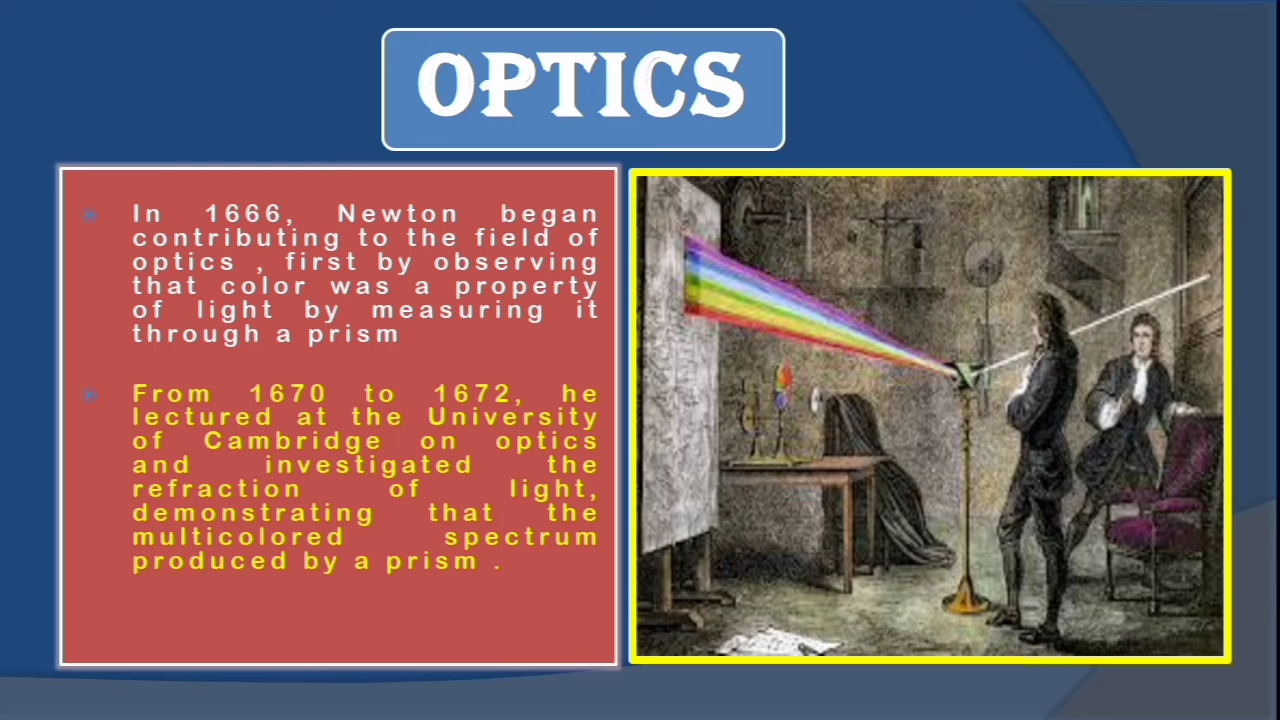 OPTICS
In 1666, Newton began
contributing to the field of
optics , first by observing
that color was a property
of light by measuring it
through a prism
From 1670 to 1672, he
lectured at the University
of Cambridge on optics
and investigated the
refraction of light,
demonstrating that the
multicolored spectrum
produced by a prism .